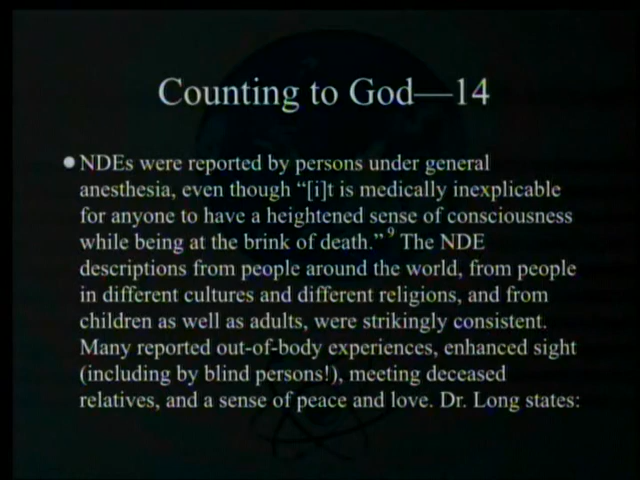 Counting to God—14
● NDEs were reported by persons under general
anesthesia, even though “[i]t is medically inexplicable
for anyone to have a heightened sense of consciousness
while being at the brink of death.” 9 The NDE
descriptions from people around the world, from people
in different cultures and different religions, and from
children as well as adults, were strikingly consistent.
Many reported out-of-body experiences, enhanced sight
(including by blind persons!), meeting deceased
relatives, and a sense of peace and love. Dr. Long states: